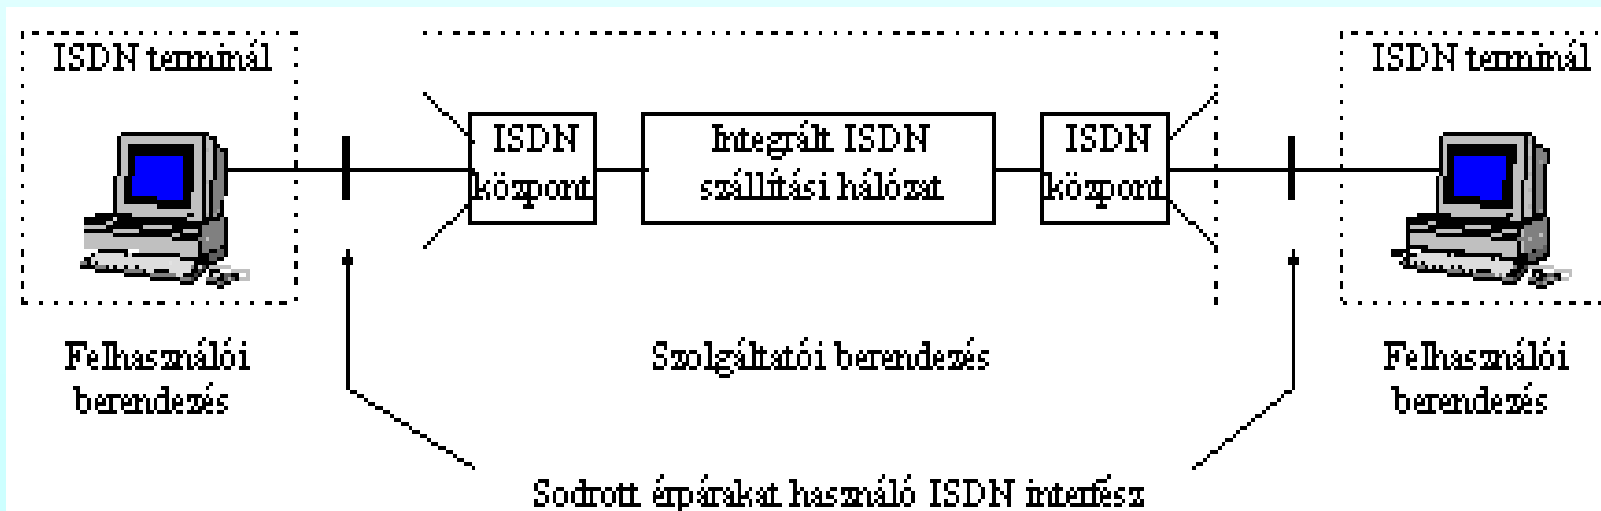 ISDN terminál
ISDN terminál
ISDN
központ
Integrált ISDN
szállítási hálózat
ISDN
központ
Felhasználói
berendezés
Szolgáltatói berendezés
Felhasználói
berendezés
Sodrott érpárakat használó ISDN interfész